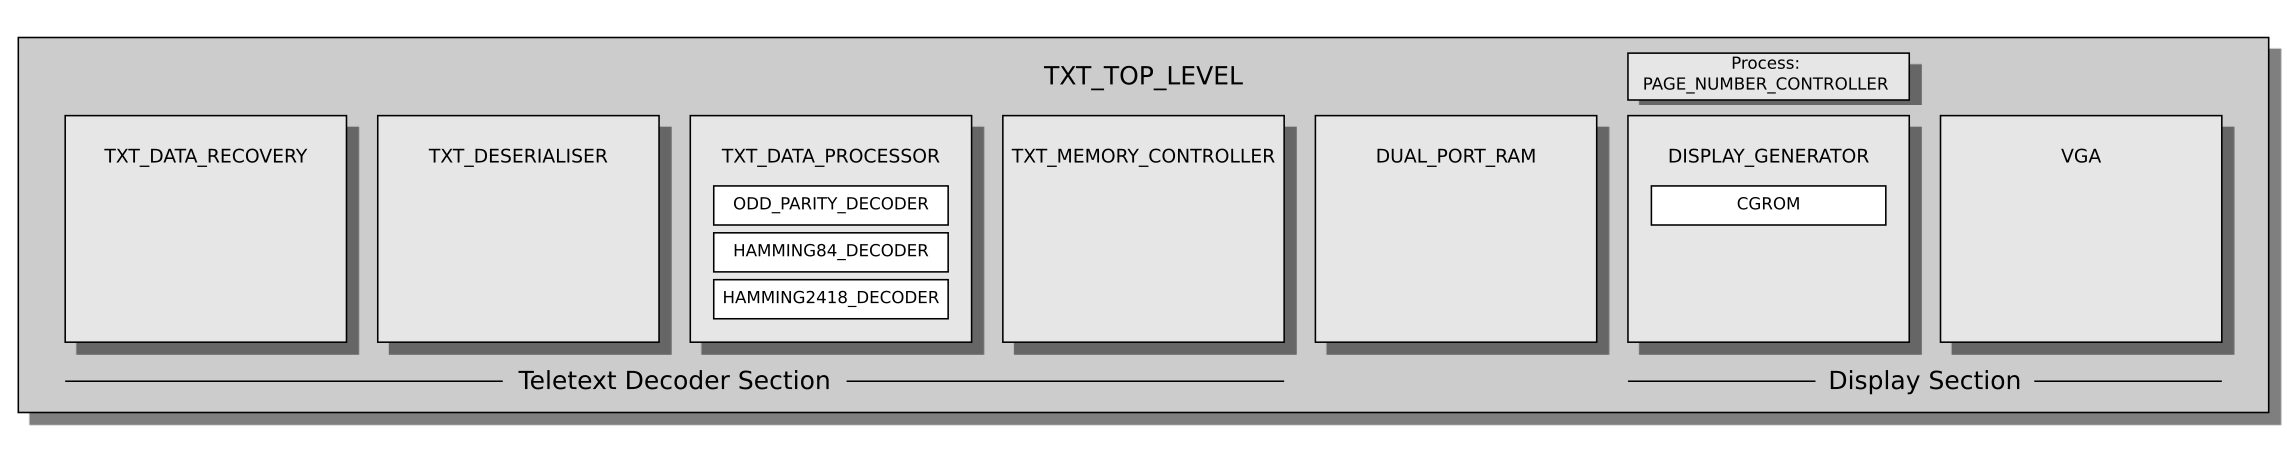 TXT_TOP_LEVEL
Process:
PAGE_NUMBER_CONTROLLER
TXT_DATA_RECOVERY
TXT_DESERIALISER
TXT_DATA_PROCESSOR
ODD_PARITY_DECODER
HAMMING84_DECODER
HAMMING2418_DECODER
TXT_MEMORY_CONTROLLER
DUAL_PORT_RAM
DISPLAY_GENERATOR
CGROM
VGA
Teletext Decoder Section
Display Section